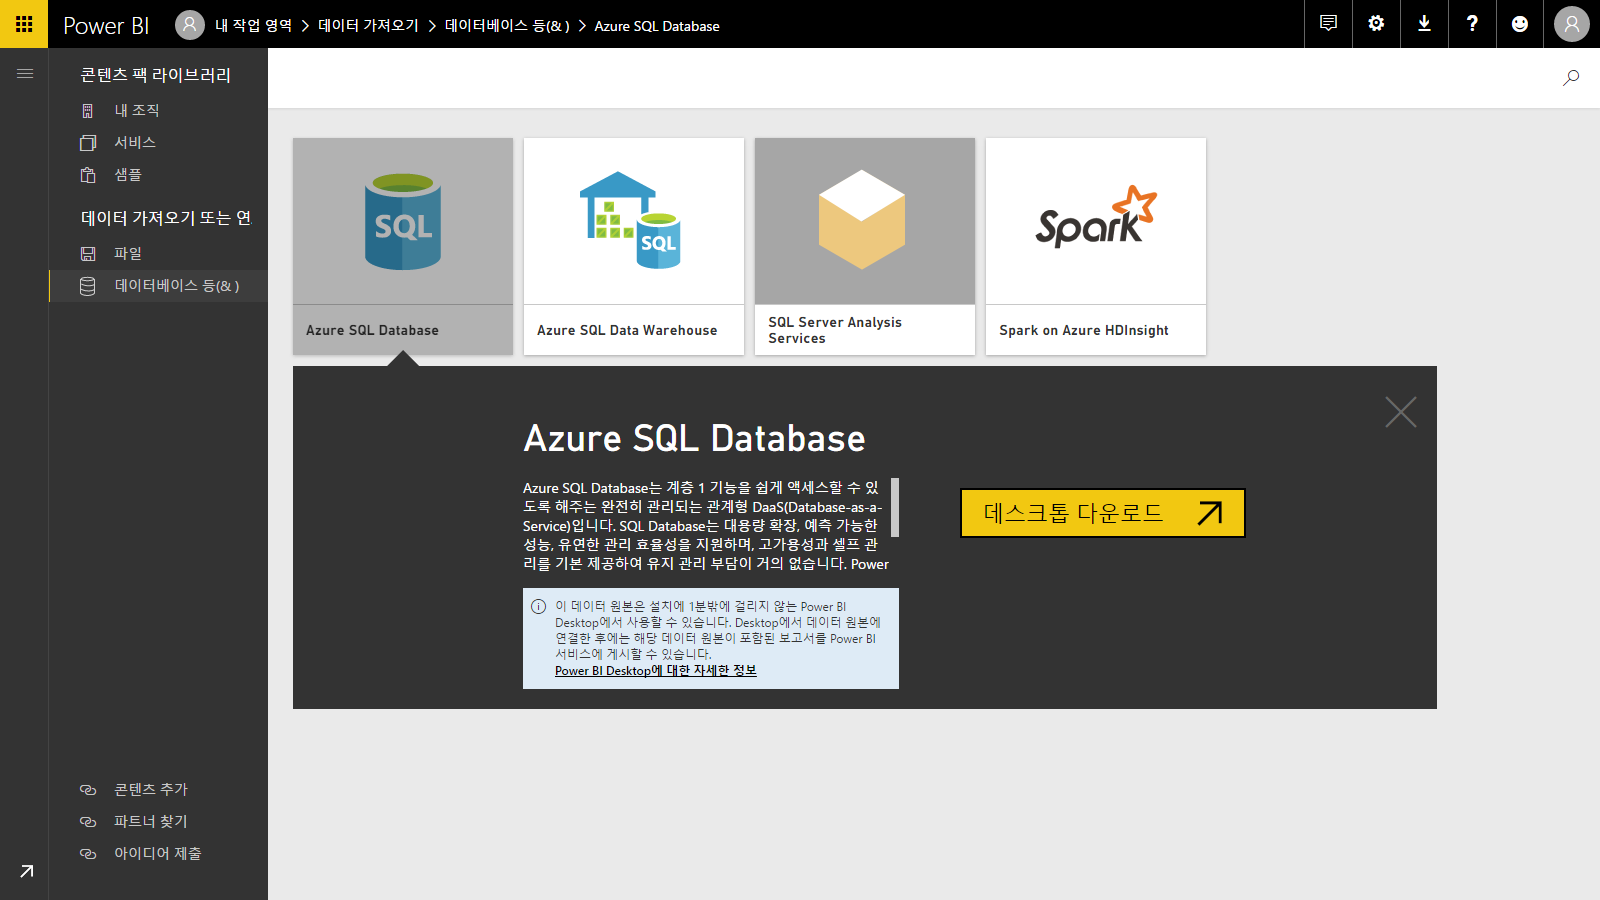 Power BI
내 작업 영역
데이터 가져오기
데이터베이스 등(& )
Azure SQL Database
콘텐츠 팩 라이브러리
내 조직
서비스
샘플
데이터 가져오기 또는 연
파일
데이터베이스 등(& )
콘텐츠 추가
파트너 찾기
아이디어 제출
SQL
Azure SQL Database
SQL
Azure SQL Data Warehouse
SQL Server Analysis
Services
Spark
Spark on Azure HDInsight
Azure SQL Database
Azure SQL Database는 계층 1 기능을 쉽게 액세스할 수 있
도록 해주는 완전히 관리되는 관계형 DaaS(Database-as-a-
Service)입니다. SQL Database는 대용량 확장, 예측 가능한
성능, 유연한 관리 효율성을 지원하며, 고가용성과 셀프 관
리를 기본 제공하여 유지 관리 부담이 거의 없습니다. Power
이 데이터 원본은 설치에 1분밖에 걸리지 않는 Power BI
Desktop에서 사용할 수 있습니다. Desktop에서 데이터 원본에
연결한 후에는 해당 데이터 원본이 포함된 보고서를 Power BI
서비스에 게시할 수 있습니다.
Power BI Desktop에 대한 자세한 정보
데스크톱 다운로드